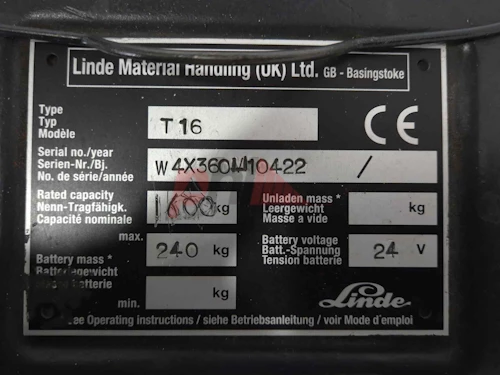 Linde Material Handling (UK) Ltd. GB - Basingstoke
Type
Typ
Modèle
T16
CE
Serial no./year
Serien-Nr./Bj.
No. de série/année
W4X360M10422 /
Rated capacity
Nenn-Tragfähigk.
Capacité nominale
1600 kg
Unladen mass *
Leergewicht
Masse a vide
kg
max.
Battery mass *
Batteriegewicht
batterie
min.
240 kg
kg
Battery voltage
Batt.-Spannung
Tension batterie
24 V
Linde
See Operating instructions / siehe Betriebsanleitung / voir Mode d'emploi